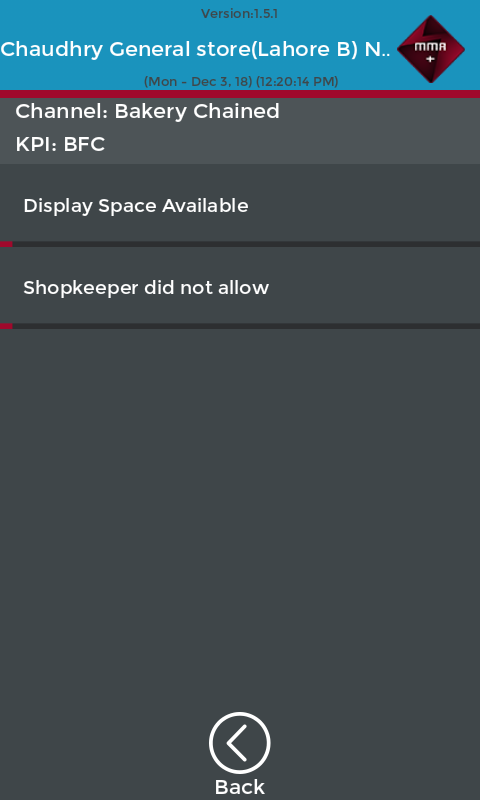 Version:1.5.1
Chaudhry General store(Lahore B) N..
MMA
+
(Mon - Dec 3, 18) (12:20:14 PM)
Channel: Bakery Chained
KPI: BFC
Display Space Available
Shopkeeper did not allow
Back